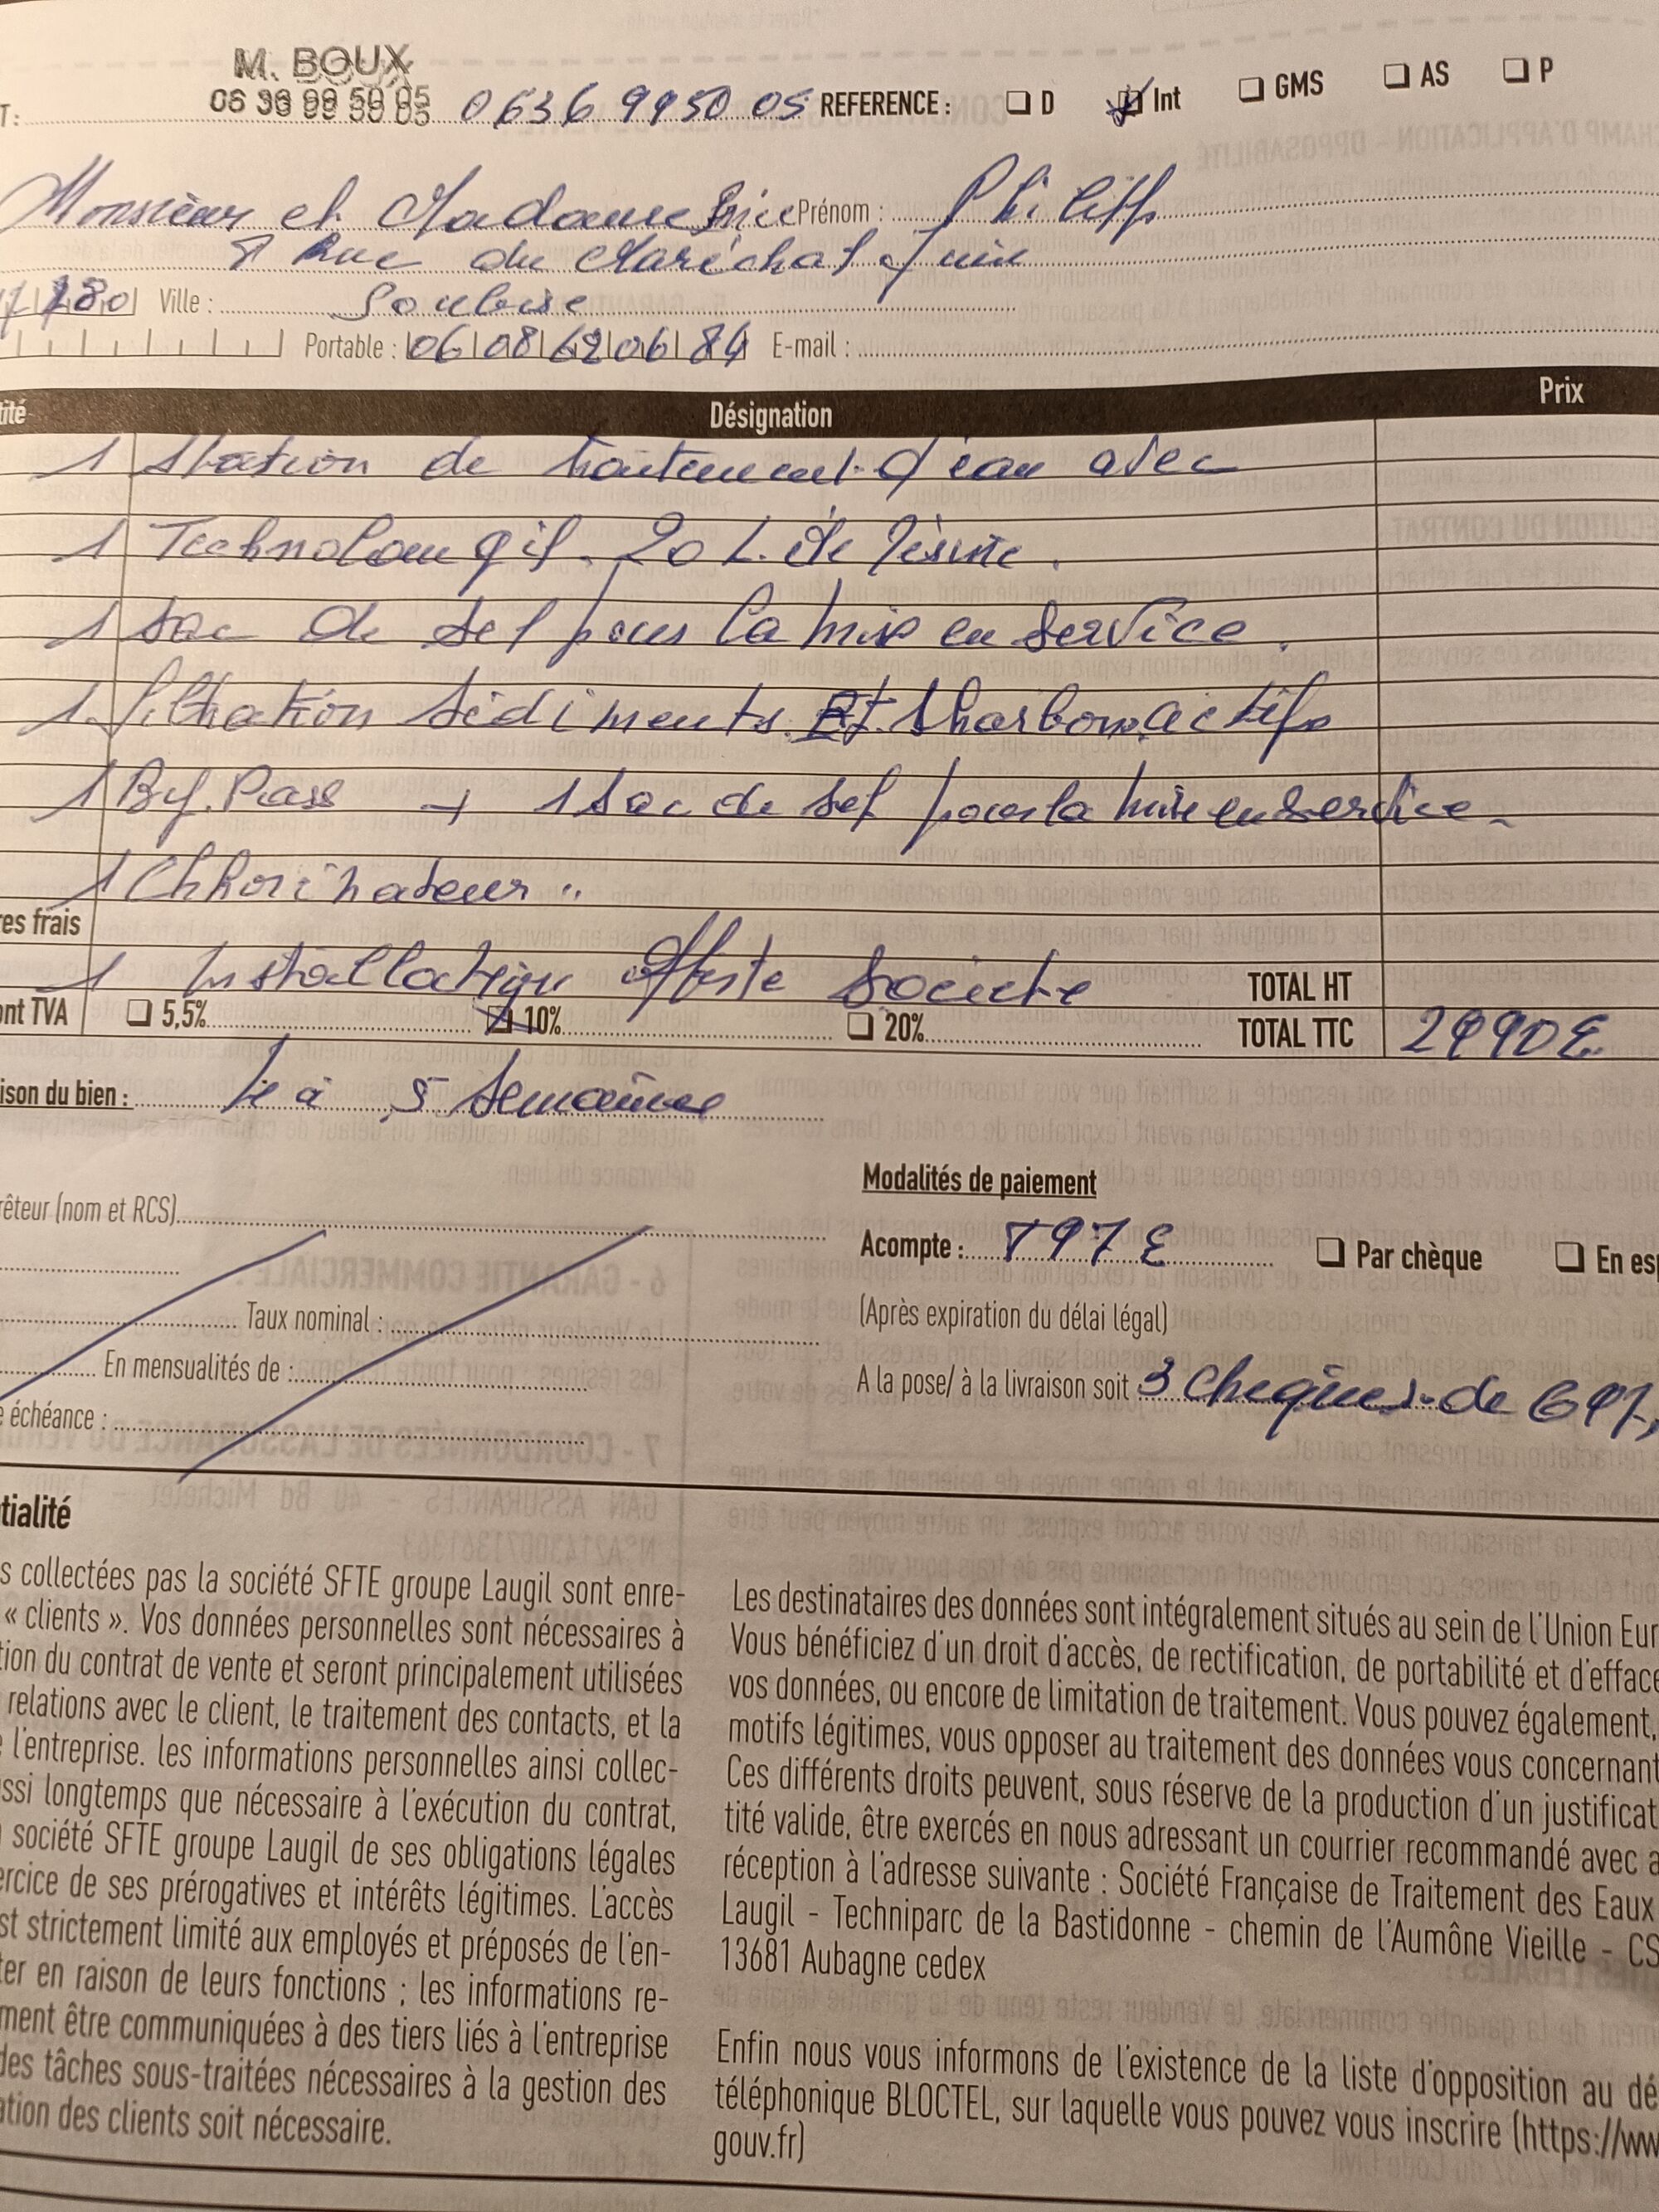 M. BOUX
06 36 99 50 05
T: 06 36 99 50 05 REFERENCE : D Int GMS AS P
Monsieur et Madame Prénom : Philipp
8 Rue du Maréchal Juin
Ville : Soubise
Portable : 06 08 62 06 84 E-mail :
tité Désignation Prix
1 Station de traitement d'eau avec
1 Technolaugil. 20 L. de résine.
1 sac de sel pour la mise en service.
1 filtration sédiments Et Charbon actifs
1 By. Pass + 1 sac de sel pour la mise en service.
1 Chhorinateur ..
res frais
1 Installation offerte Société TOTAL HT
ont TVA 5,5% 10% 20% TOTAL TTC 2990€
ison du bien : 4 à 5 Semaines
Modalités de paiement
rêteur (nom et RCS)
Acompte : 897 € Par chèque En esp
Taux nominal : (Après expiration du délai légal)
En mensualités de : A la pose/ à la livraison soit 3 chèques de 697,
e échéance :
tialité
s collectées pas la société SFTE groupe Laugil sont enre-
« clients ». Vos données personnelles sont nécessaires à
tion du contrat de vente et seront principalement utilisées
relations avec le client, le traitement des contacts, et la
e l'entreprise. les informations personnelles ainsi collec-
ussi longtemps que nécessaire à l'exécution du contrat,
société SFTE groupe Laugil de ses obligations légales
ercice de ses prérogatives et intérêts légitimes. L'accès
st strictement limité aux employés et préposés de l'en-
ter en raison de leurs fonctions ; les informations re-
ment être communiquées à des tiers liés à l'entreprise
des tâches sous-traitées nécessaires à la gestion des
ation des clients soit nécessaire.
Les destinataires des données sont intégralement situés au sein de l'Union Eur
Vous bénéficiez d'un droit d'accès, de rectification, de portabilité et d'efface
vos données, ou encore de limitation de traitement. Vous pouvez également,
motifs légitimes, vous opposer au traitement des données vous concernant
Ces différents droits peuvent, sous réserve de la production d'un justificat
tité valide, être exercés en nous adressant un courrier recommandé avec a
réception à l'adresse suivante : Société Française de Traitement des Eaux
Laugil - Techniparc de la Bastidonne - chemin de l'Aumône Vieille - CS
13681 Aubagne cedex
Enfin nous vous informons de l'existence de la liste d'opposition au dé
téléphonique BLOCTEL, sur laquelle vous pouvez vous inscrire (https://ww
gouv.fr)